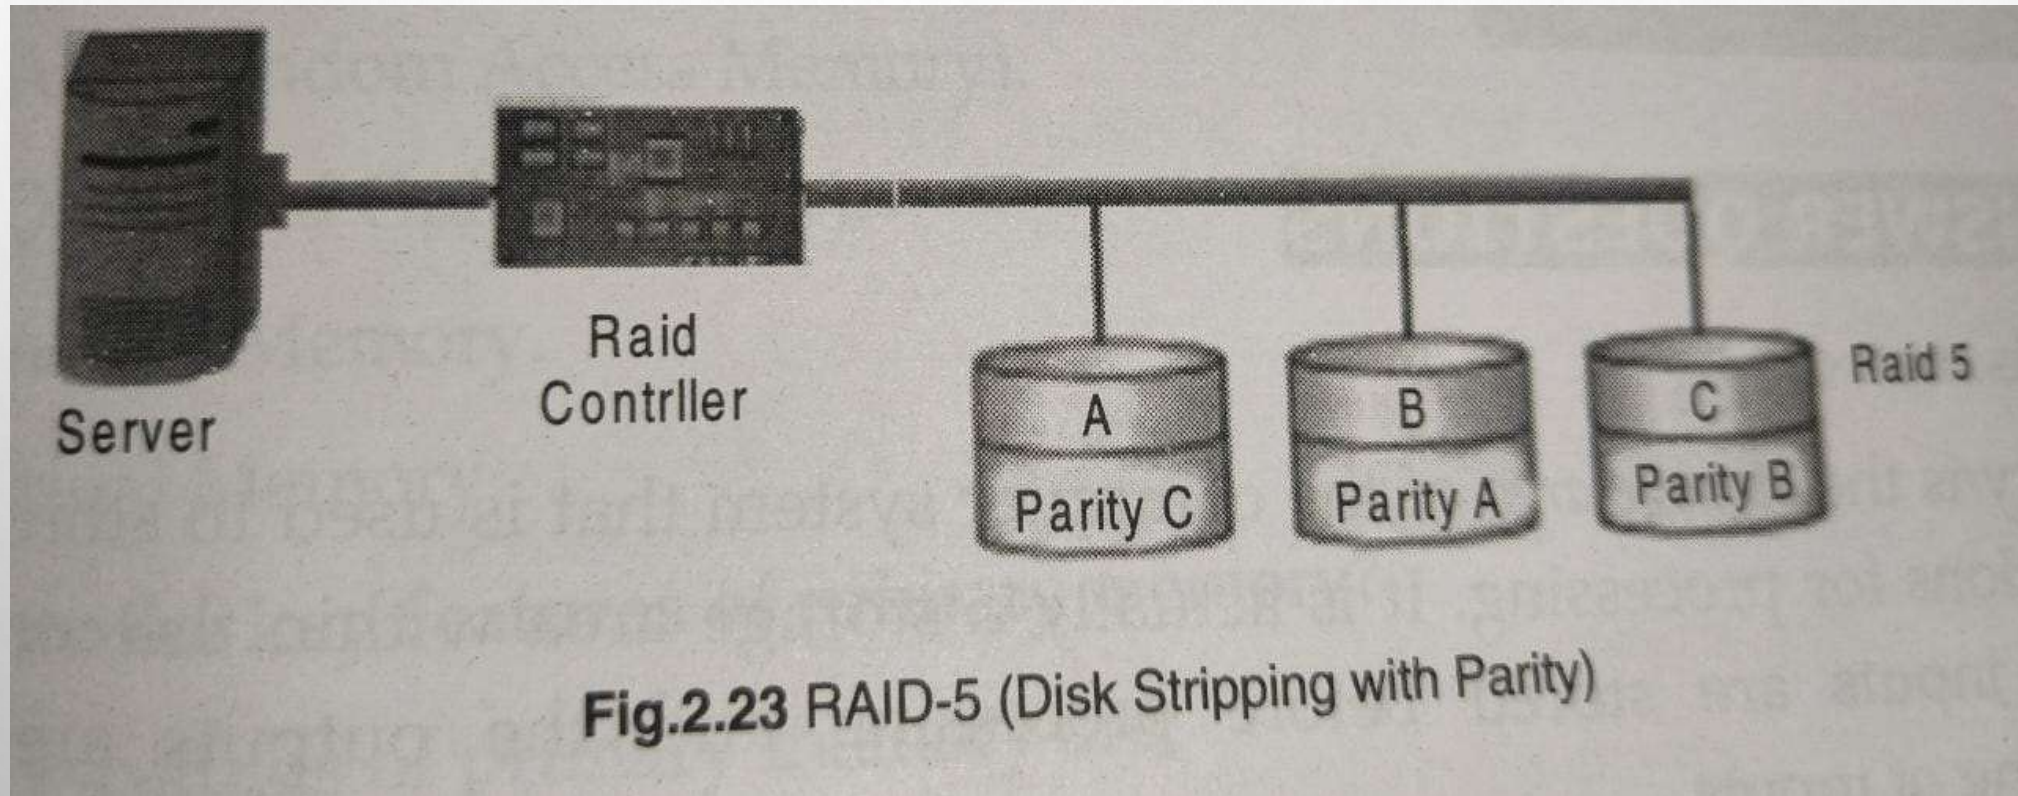 Server
Raid
Contrller
A
Parity C
B
Parity A
C
Parity B
Raid 5
Fig.2.23 RAID-5 (Disk Stripping with Parity)